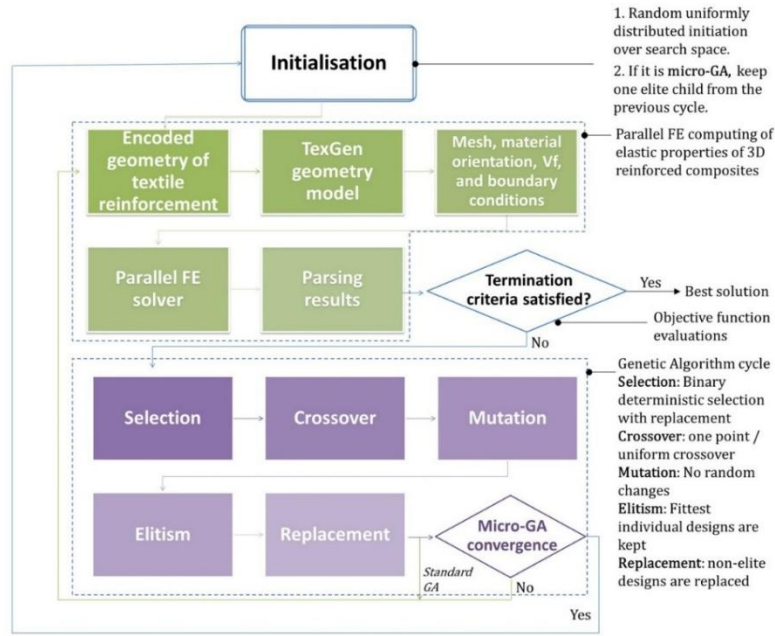 Initialisation
1. Random uniformly
distributed initiation
over search space.
2. If it is micro-GA, keep
one elite child from the
previous cycle.
Encoded
geometry of
textile
reinforcement
TexGen
geometry
model
Mesh, material
orientation, Vf,
and boundary
conditions
Parallel FE computing of
elastic properties of 3D
reinforced composites
Parallel FE
solver
Parsing
results
Termination
criteria satisfied?
Yes
Best solution
Objective function
evaluations
No
Selection
Crossover
Mutation
Genetic Algorithm cycle
Selection: Binary
deterministic selection
with replacement
Crossover: one point /
uniform crossover
Mutation: No random
changes
Elitism: Fittest
individual designs are
kept
Replacement: non-elite
designs are replaced
Elitism
Replacement
Micro-GA
convergence
Standard
GA
No
Yes